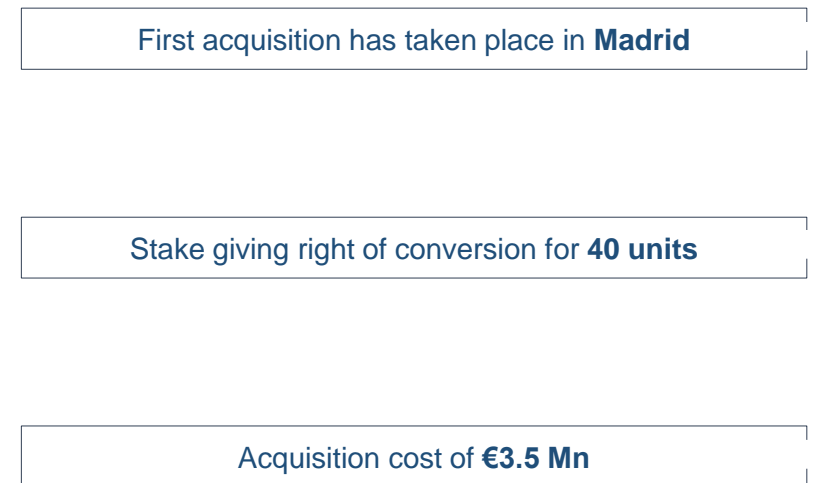 First acquisition has taken place in Madrid
Stake giving right of conversion for 40 units
Acquisition cost of €3.5 Mn